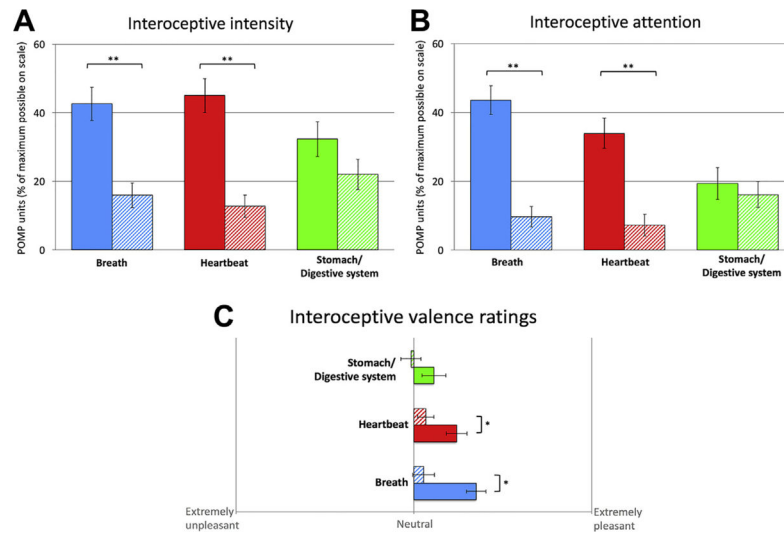 A
Interoceptive intensity
POMP units (% of maximum possible on scale)
60
40
20
0
**
**
Breath
Heartbeat
Stomach/
Digestive system
B
Interoceptive attention
POMP units (% of maximum possible on scale)
60
40
20
0
**
**
Breath
Heartbeat
Stomach/
Digestive system
C
Interoceptive valence ratings
Stomach/
Digestive system
Heartbeat
*
Breath
*
Extremely
unpleasant
Neutral
Extremely
pleasant